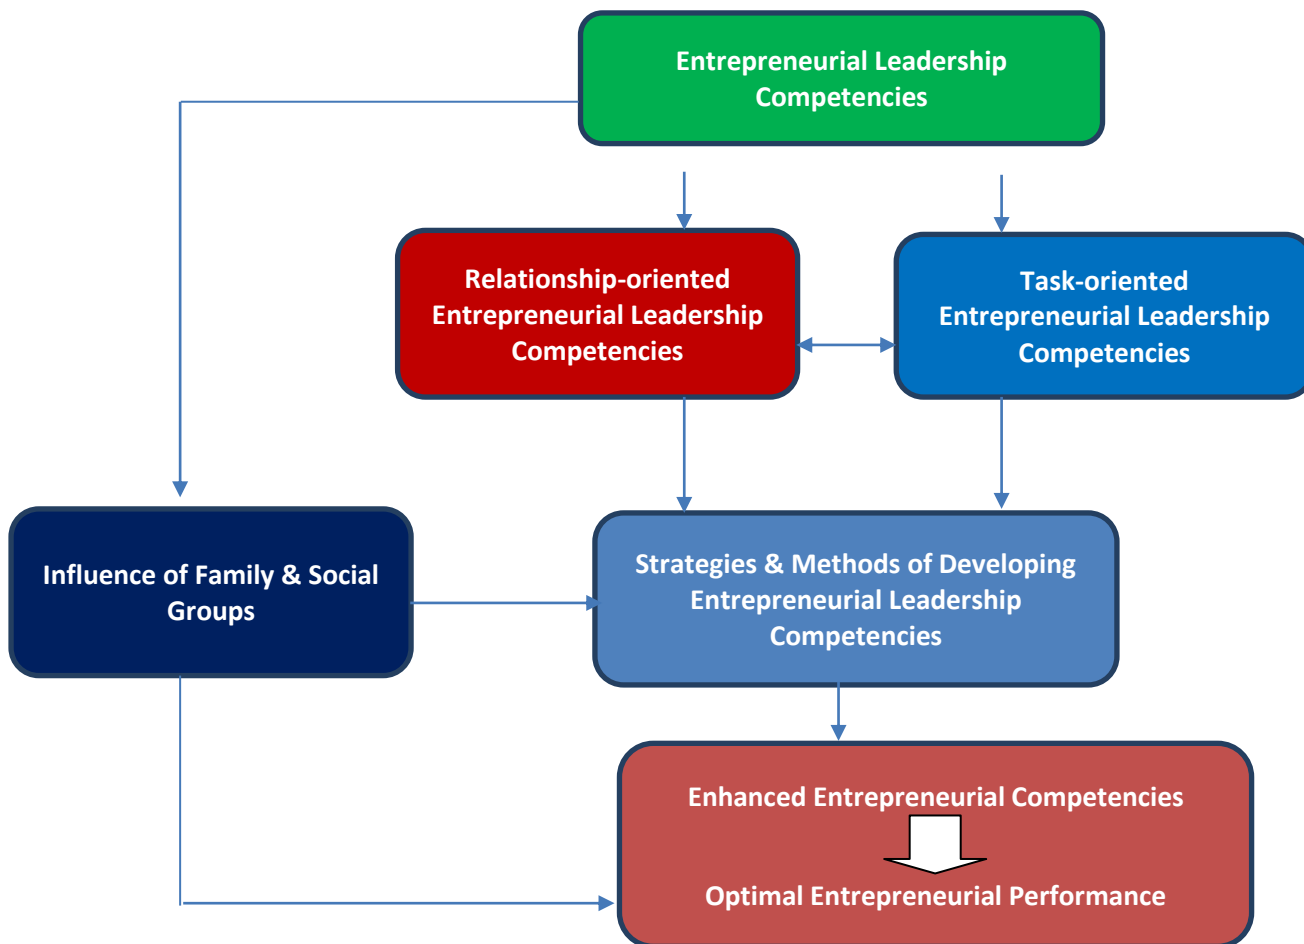 Entrepreneurial Leadership
Competencies
Relationship-oriented
Entrepreneurial Leadership
Competencies
Task-oriented
Entrepreneurial Leadership
Competencies
Influence of Family & Social
Groups
Strategies & Methods of Developing
Entrepreneurial Leadership
Competencies
Enhanced Entrepreneurial Competencies
Optimal Entrepreneurial Performance